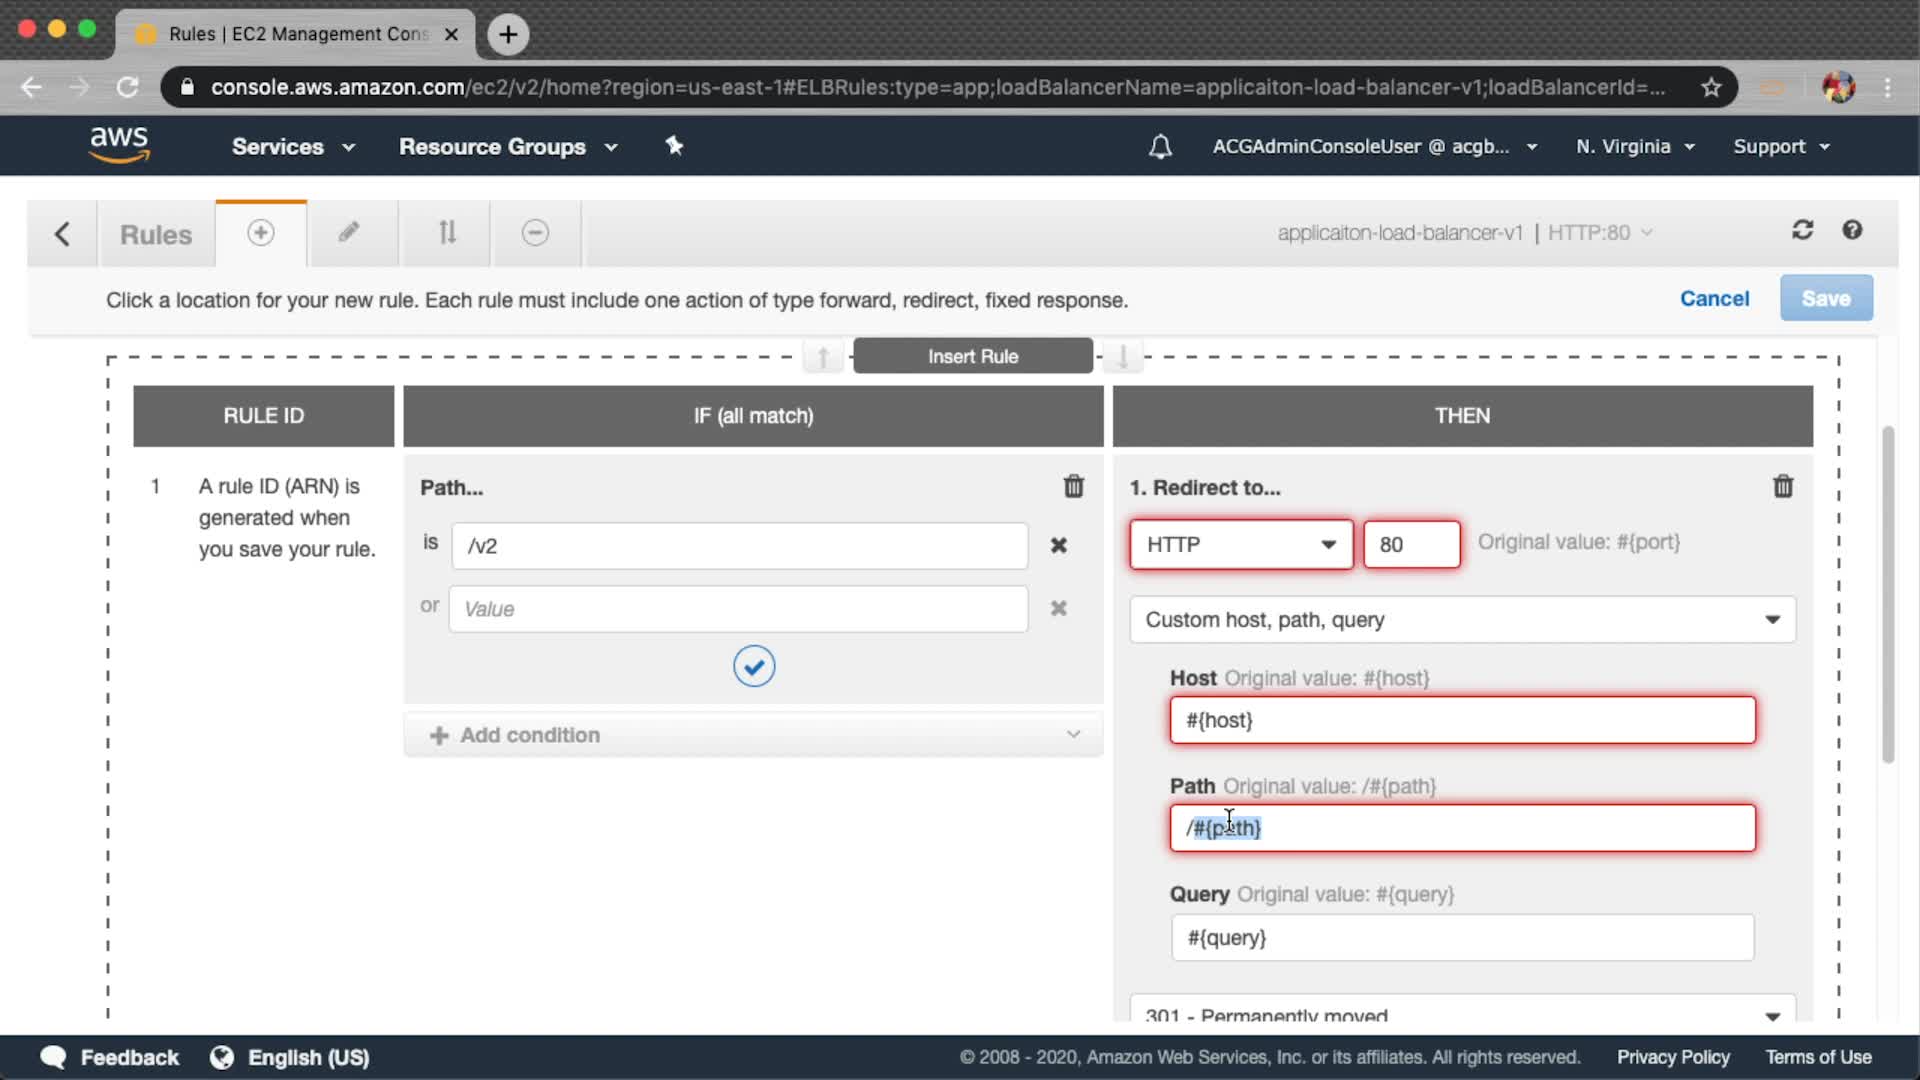 Rules | EC2 Management Cons
console.aws.amazon.com/ec2/v2/home?region=us-east-1#ELBRules:type=app;loadBalancerName=applicaiton-load-balancer-v1;loadBalancerId=...
aws Services Resource Groups ACGAdminConsoleUser @ acgb... N. Virginia Support
Rules applicaiton-load-balancer-v1 | HTTP:80
Click a location for your new rule. Each rule must include one action of type forward, redirect, fixed response. Cancel Save
Insert Rule
RULE ID IF (all match) THEN
1 A rule ID (ARN) is
generated when
you save your rule.
Path...
is /v2
or Value
Add condition
1. Redirect to...
HTTP 80 Original value: #{port}
Custom host, path, query
Host Original value: #{host}
#{host}
Path Original value: /#{path}
/#{path}
Query Original value: #{query}
#{query}
301 - Permanently moved
Feedback English (US) © 2008 - 2020, Amazon Web Services, Inc. or its affiliates. All rights reserved. Privacy Policy Terms of Use